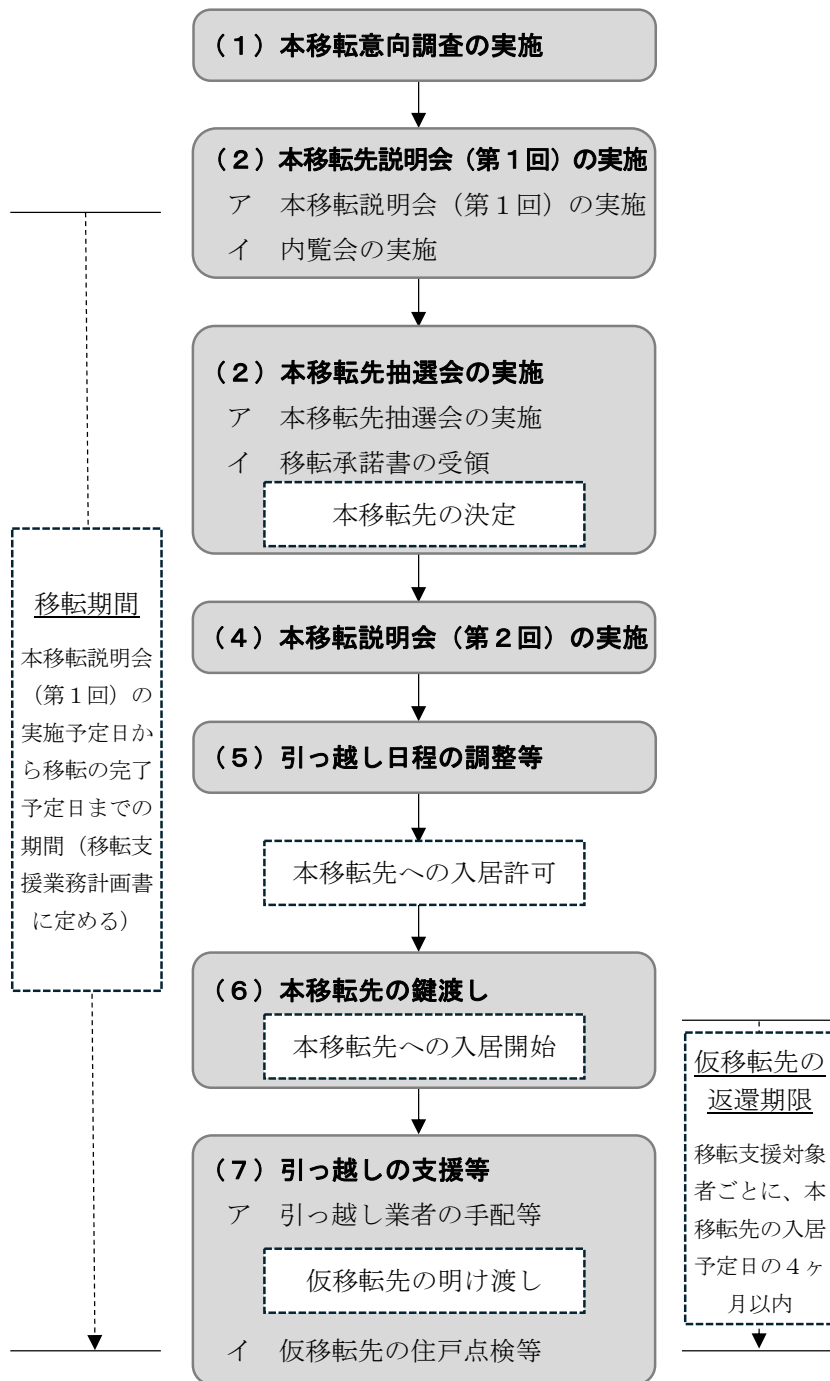 （１）本移転意向調査の実施
（２）本移転先説明会（第１回）の実施
ア　本移転説明会（第１回）の実施
イ　内覧会の実施
（２）本移転先抽選会の実施
ア　本移転先抽選会の実施
イ　移転承諾書の受領
本移転先の決定
（４）本移転説明会（第２回）の実施
（５）引っ越し日程の調整等
本移転先への入居許可
（６）本移転先の鍵渡し
本移転先への入居開始
（７）引っ越しの支援等
ア　引っ越し業者の手配等
仮移転先の明け渡し
イ　仮移転先の住戸点検等
移転期間
本移転説明会
（第１回）の
実施予定日か
ら移転の完了
予定日までの
期間（移転支
援業務計画書
に定める）
仮移転先の
返還期限
移転支援対象
者ごとに、本
移転先の入居
予定日の４ヶ
月以内